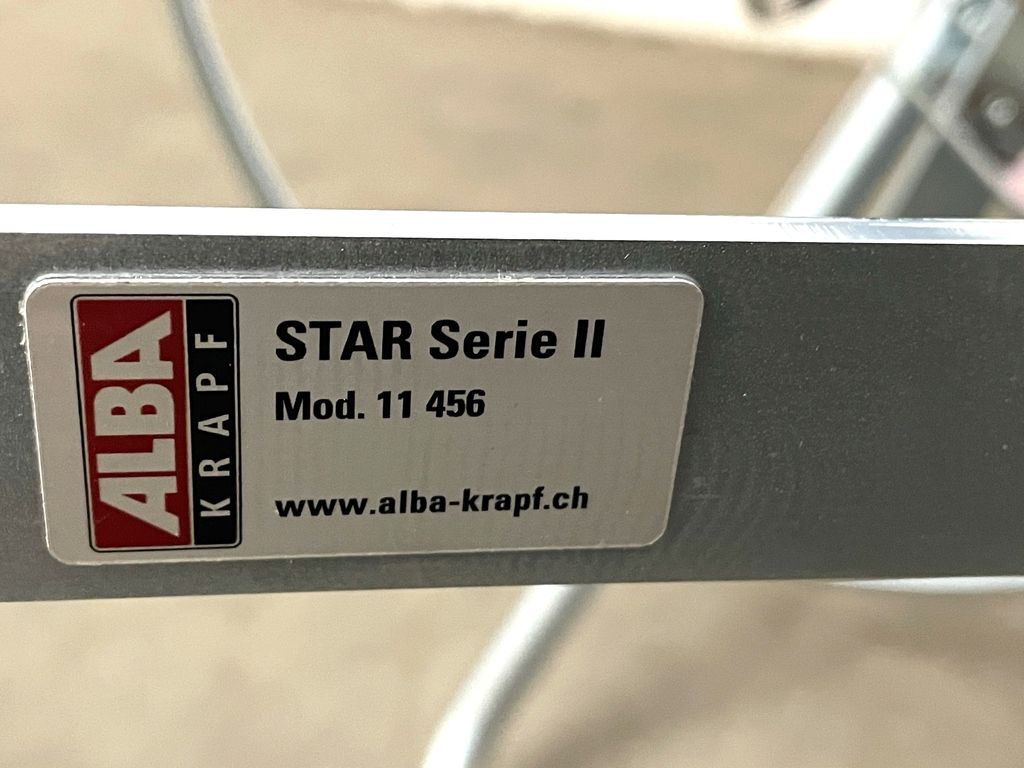 ALBA
KRAPF
STAR Serie II
Mod. 11 456
www.alba-krapf.ch